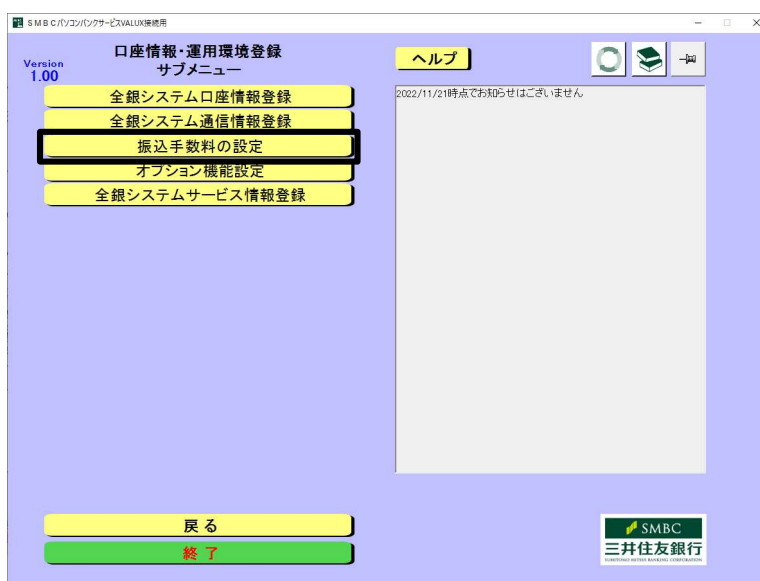 SMBCパソコンバンクサービスVALUX接続用
口座情報・運用環境登録
サブメニュー
Version
1.00
ヘルプ
全銀システム口座情報登録
全銀システム通信情報登録
振込手数料の設定
オプション機能設定
全銀システムサービス情報登録
2022/11/21時点でお知らせはございません
戻る
終了
SMBC
三井住友銀行
SUMITOMO MITSUI BANKING CORPORATION